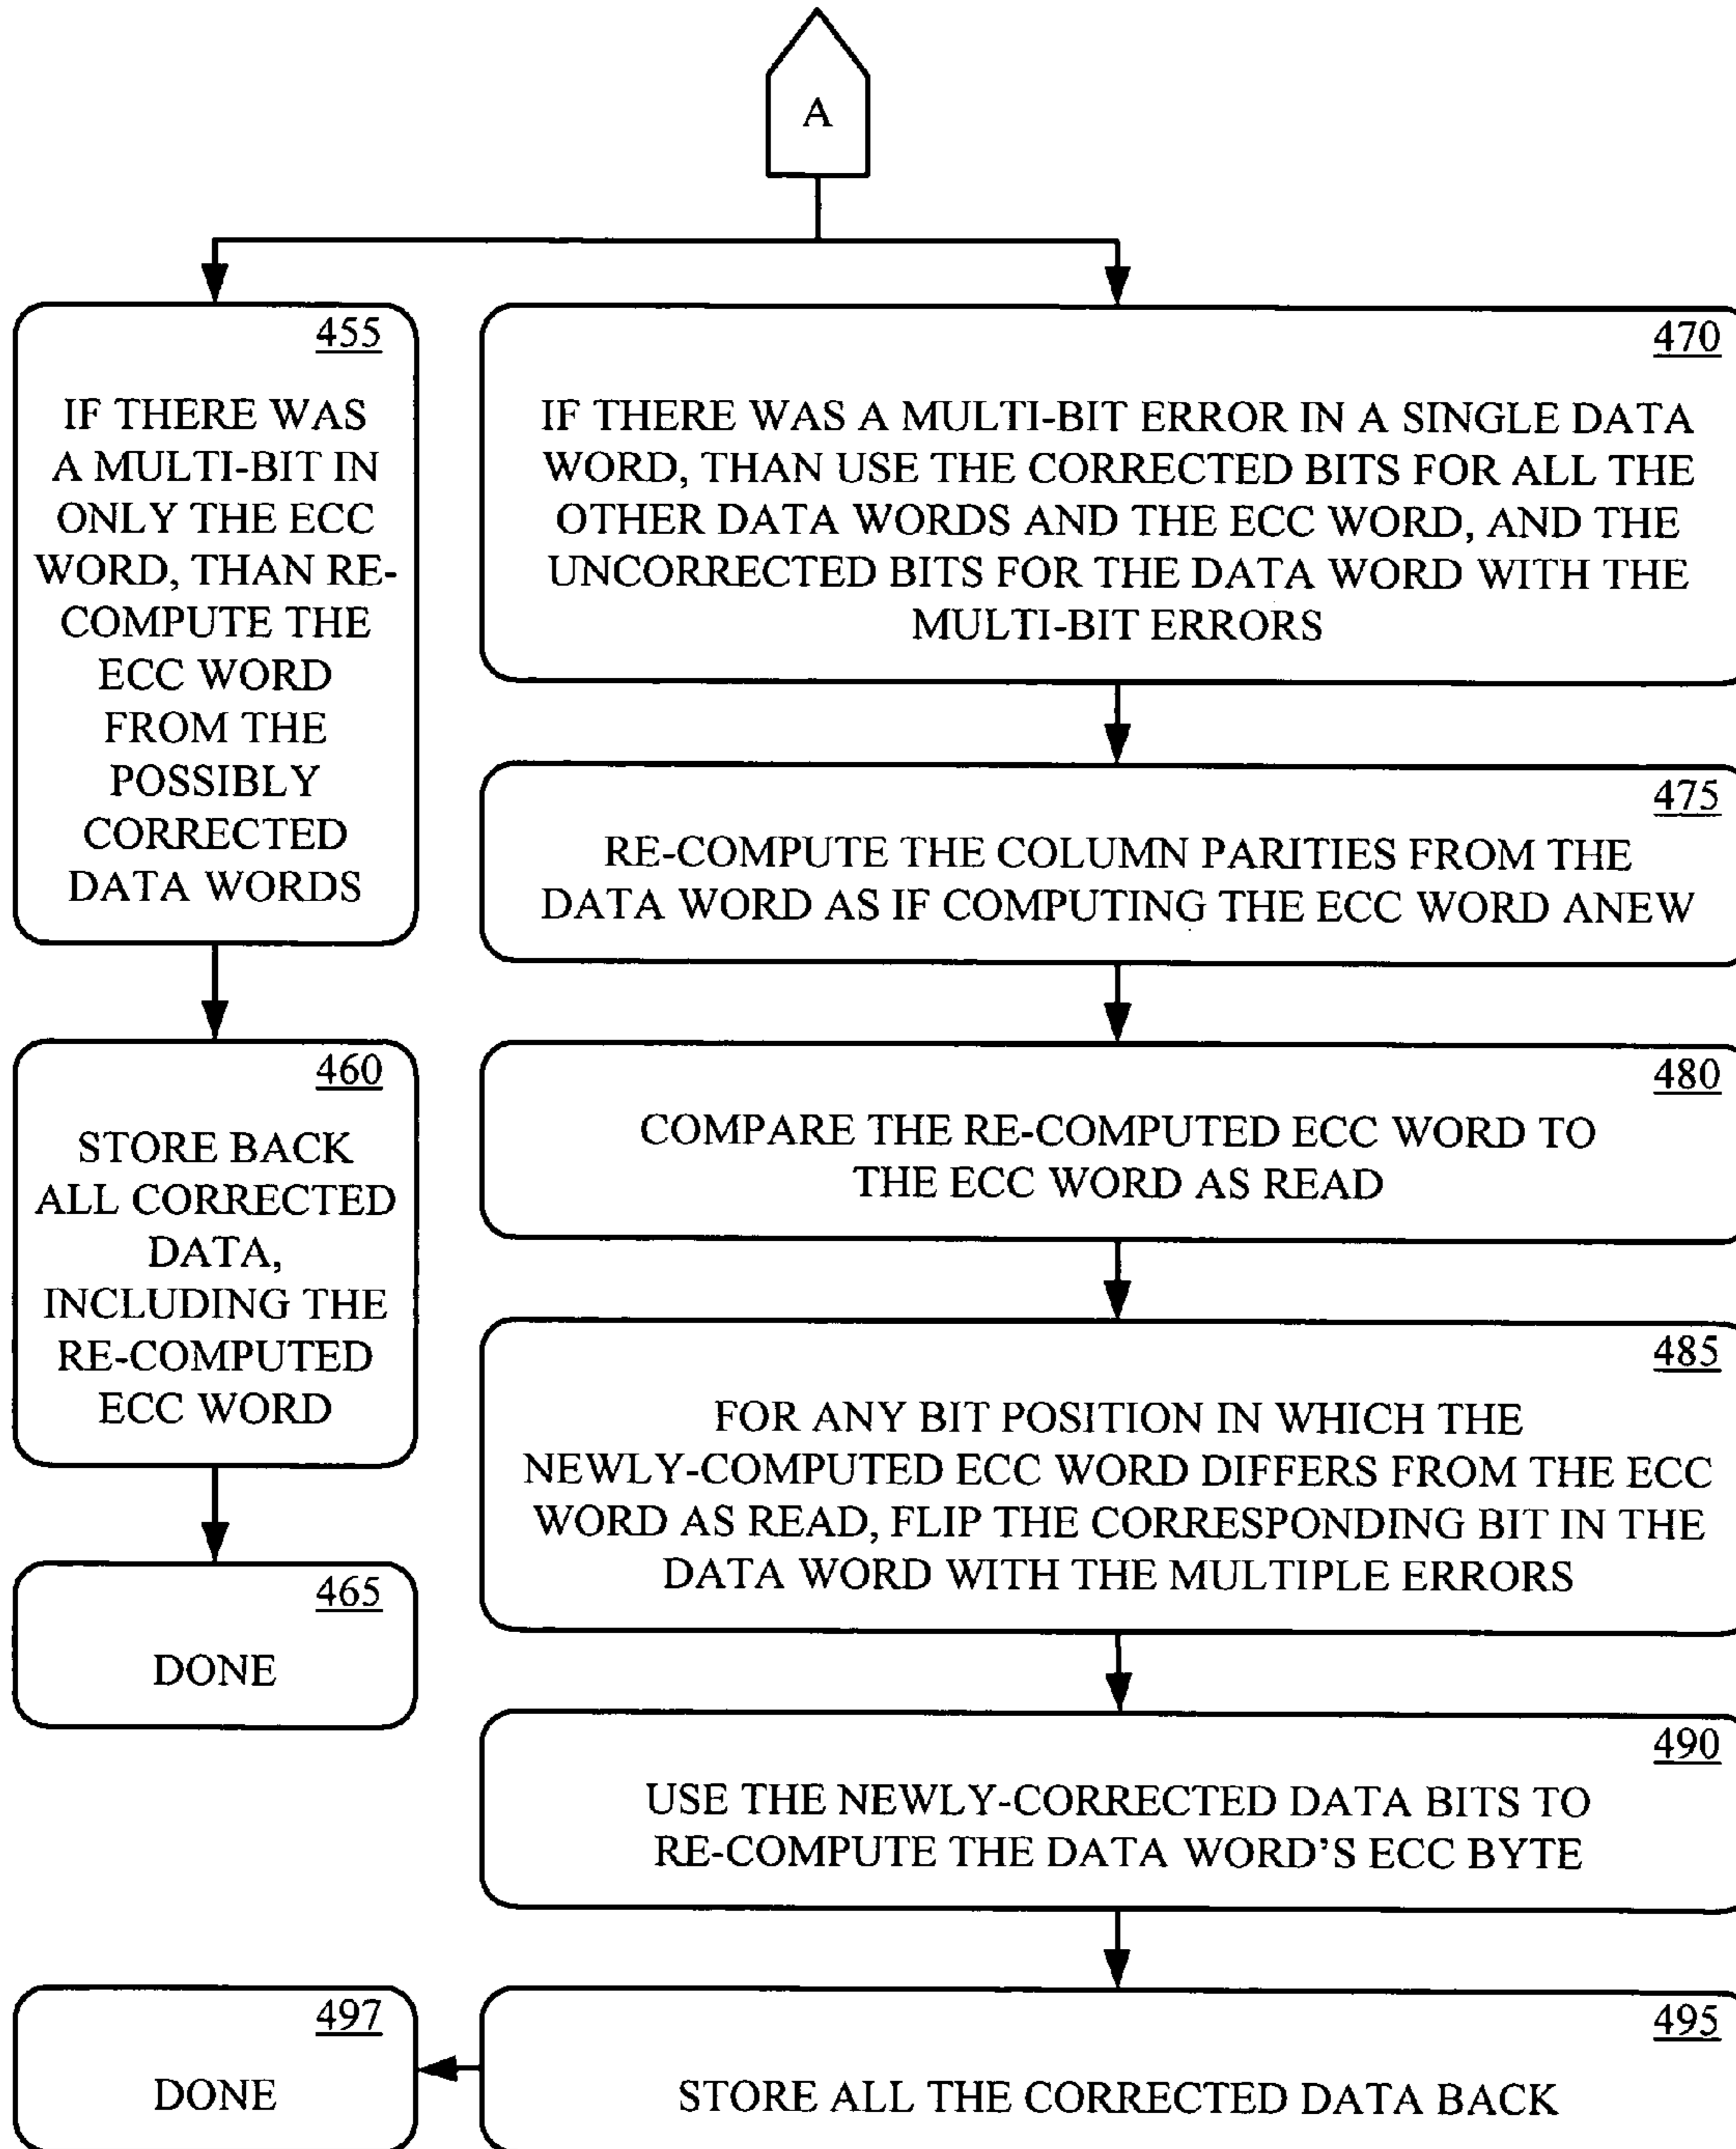 A
455
IF THERE WAS
A MULTI-BIT IN
ONLY THE ECC
WORD, THAN RE-
COMPUTE THE
ECC WORD
FROM THE
POSSIBLY
CORRECTED
DATA WORDS
460
STORE BACK
ALL CORRECTED
DATA,
INCLUDING THE
RE-COMPUTED
ECC WORD
465
DONE
470
IF THERE WAS A MULTI-BIT ERROR IN A SINGLE DATA
WORD, THAN USE THE CORRECTED BITS FOR ALL THE
OTHER DATA WORDS AND THE ECC WORD, AND THE
UNCORRECTED BITS FOR THE DATA WORD WITH THE
MULTI-BIT ERRORS
475
RE-COMPUTE THE COLUMN PARITIES FROM THE
DATA WORD AS IF COMPUTING THE ECC WORD ANEW
480
COMPARE THE RE-COMPUTED ECC WORD TO
THE ECC WORD AS READ
485
FOR ANY BIT POSITION IN WHICH THE
NEWLY-COMPUTED ECC WORD DIFFERS FROM THE ECC
WORD AS READ, FLIP THE CORRESPONDING BIT IN THE
DATA WORD WITH THE MULTIPLE ERRORS
490
USE THE NEWLY-CORRECTED DATA BITS TO
RE-COMPUTE THE DATA WORD'S ECC BYTE
495
STORE ALL THE CORRECTED DATA BACK
497
DONE